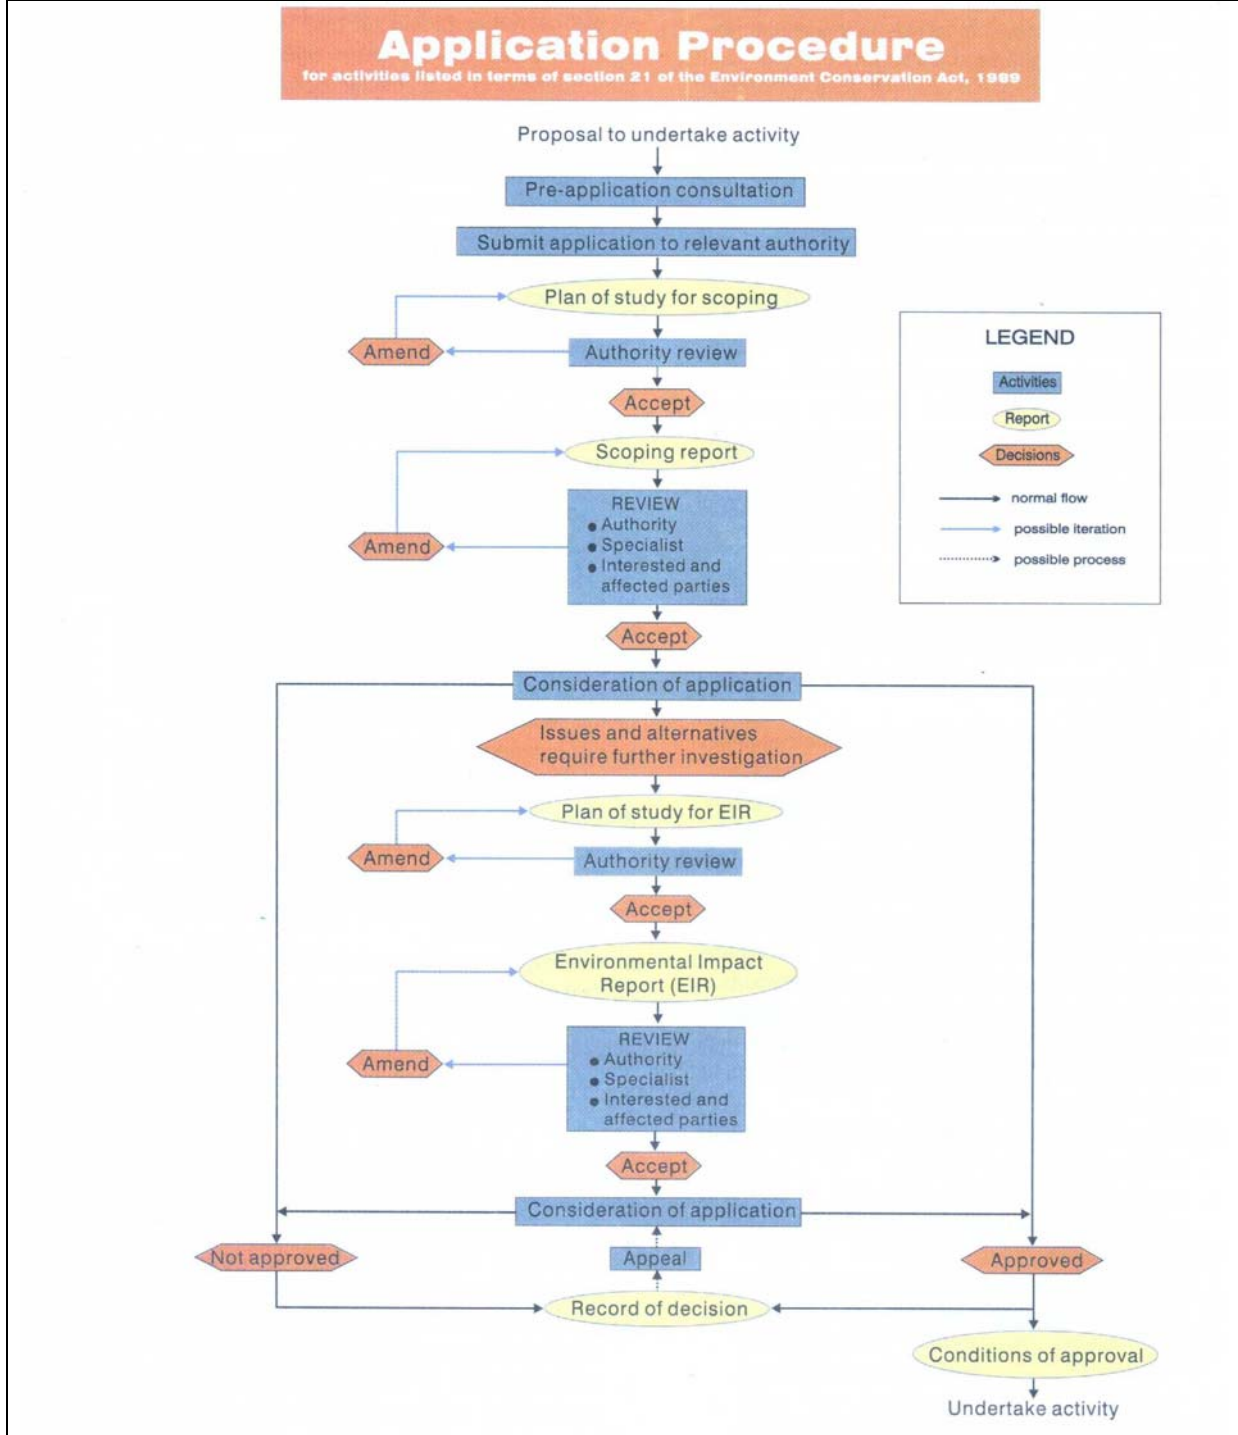 Application Procedure
for activities listed in terms of section 21 of the Environment Conservation Act, 1989
Proposal to undertake activity
Pre-application consultation
Submit application to relevant authority
Plan of study for scoping
Amend
Authority review
Accept
Scoping report
REVIEW
● Authority
Amend
● Specialist
● Interested and
affected parties
Accept
Consideration of application
Issues and alternatives
require further investigation
Plan of study for EIR
Amend
Authority review
Accept
Environmental Impact
Report (EIR)
REVIEW
● Authority
Amend
● Specialist
● Interested and
affected parties
Accept
Consideration of application
Not approved
Appeal
Approved
Record of decision
Conditions of approval
Undertake activity
LEGEND
Activities
Report
Decisions
normal flow
possible iteration
possible process